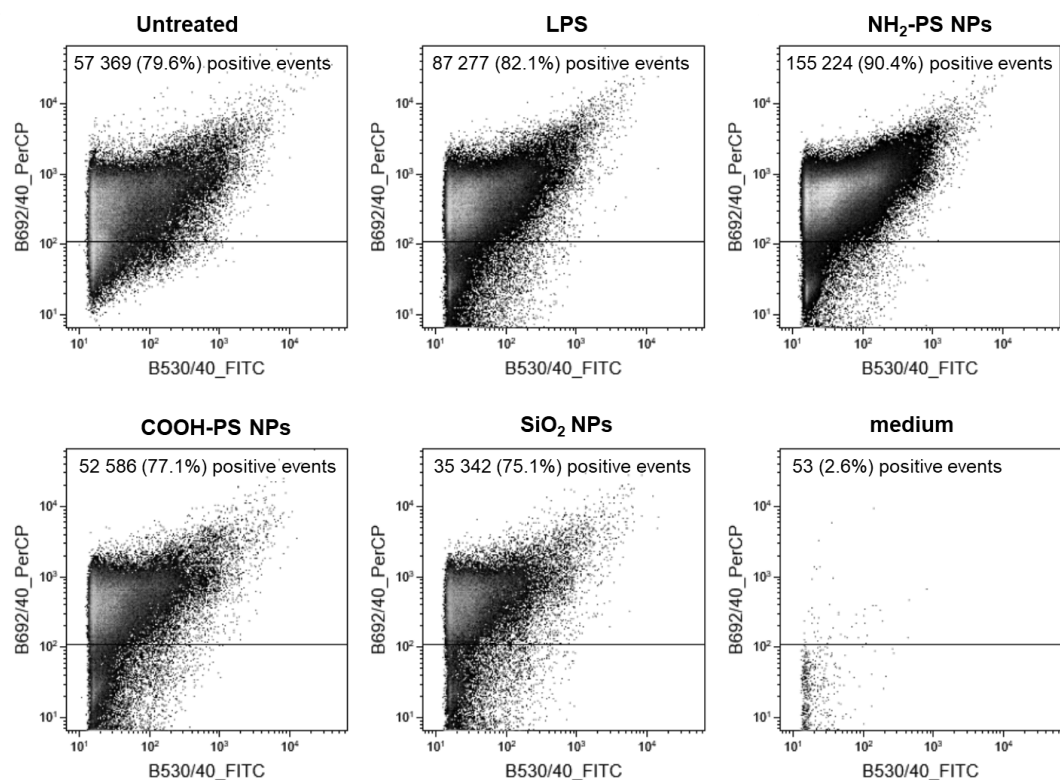 Untreated
57 369 (79.6%) positive events
B692/40_PerCP
10⁴
10³
10²
10¹
10¹ 10² 10³ 10⁴
B530/40_FITC
LPS
87 277 (82.1%) positive events
B692/40_PerCP
10⁴
10³
10²
10¹
10¹ 10² 10³ 10⁴
B530/40_FITC
NH₂-PS NPs
155 224 (90.4%) positive events
B692/40_PerCP
10⁴
10³
10²
10¹
10¹ 10² 10³ 10⁴
B530/40_FITC
COOH-PS NPs
52 586 (77.1%) positive events
B692/40_PerCP
10⁴
10³
10²
10¹
10¹ 10² 10³ 10⁴
B530/40_FITC
SiO₂ NPs
35 342 (75.1%) positive events
B692/40_PerCP
10⁴
10³
10²
10¹
10¹ 10² 10³ 10⁴
B530/40_FITC
medium
53 (2.6%) positive events
B692/40_PerCP
10⁴
10³
10²
10¹
10¹ 10² 10³ 10⁴
B530/40_FITC